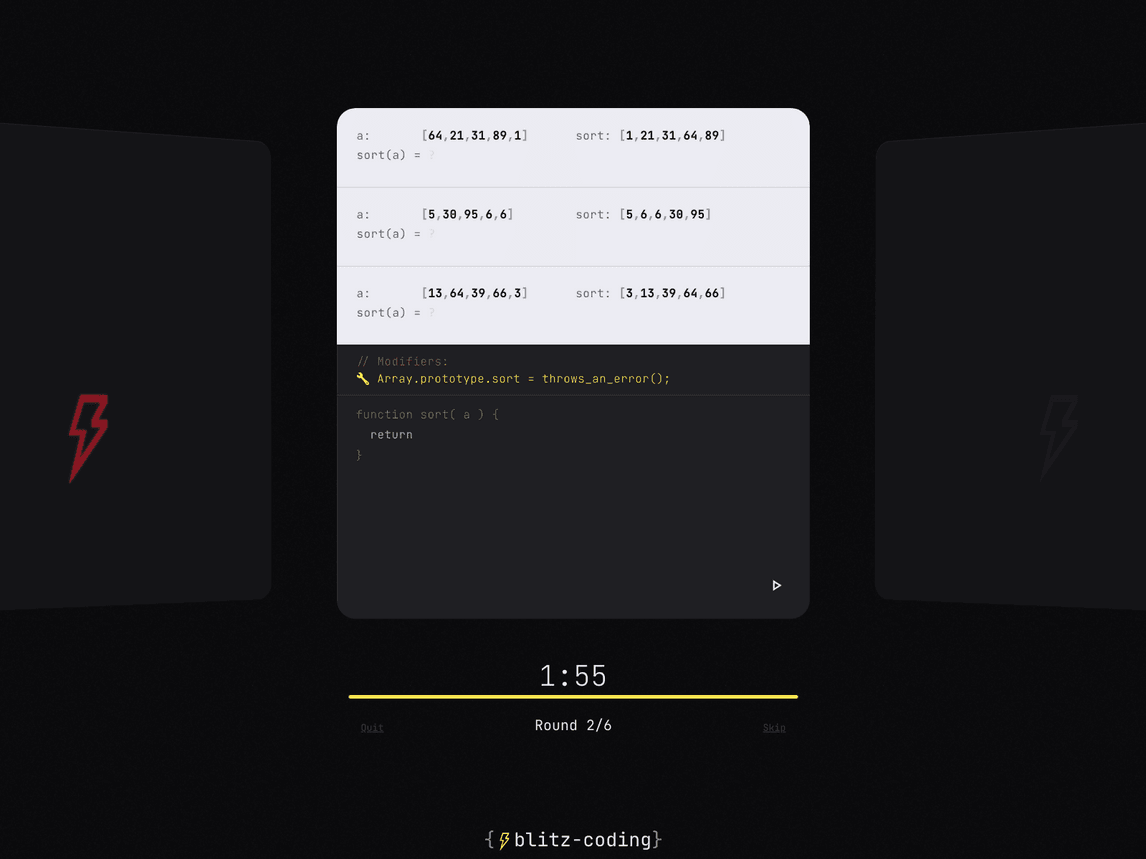 a: [64,21,31,89,1] sort: [1,21,31,64,89]
sort(a) = ?
a: [5,30,95,6,6] sort: [5,6,6,30,95]
sort(a) = ?
a: [13,64,39,66,3] sort: [3,13,39,64,66]
sort(a) = ?
// Modifiers:
🔧 Array.prototype.sort = throws_an_error();
function sort( a ) {
return
}
1:55
Quit Round 2/6 Skip
{⚡blitz-coding}